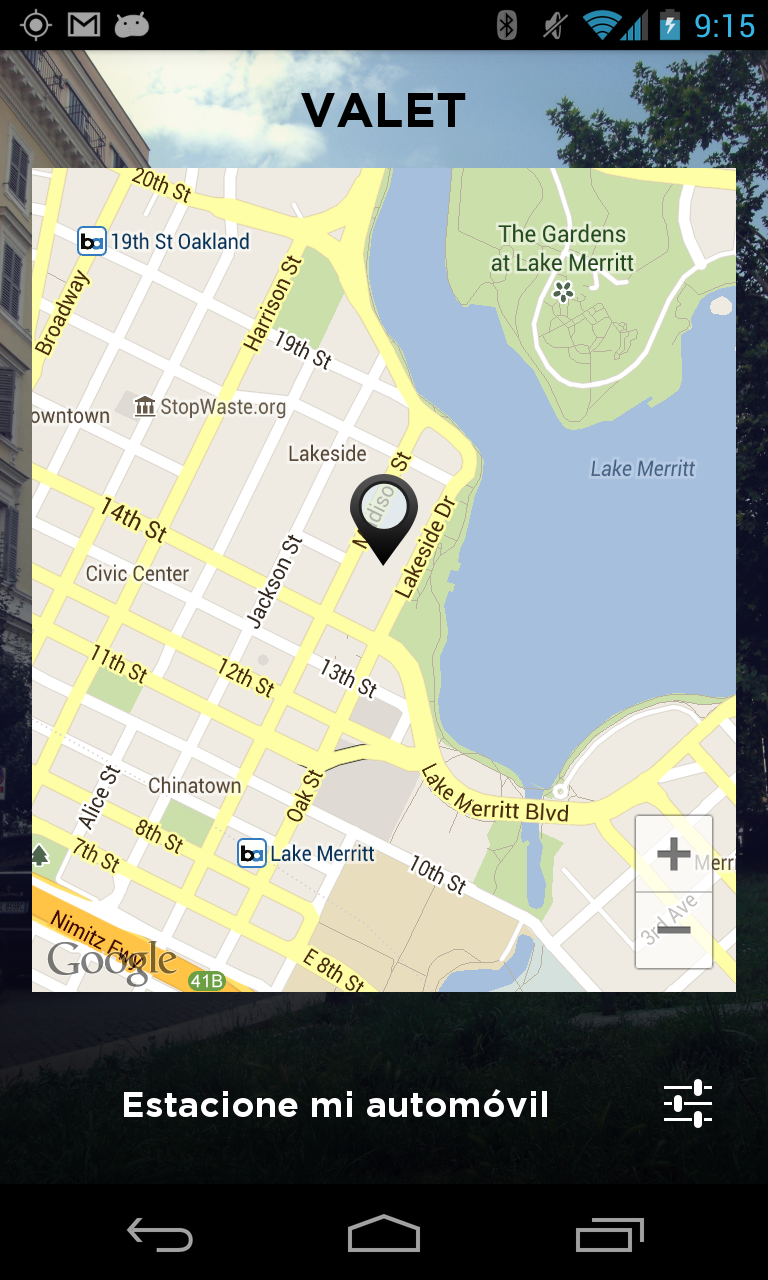 9:15
VALET
20th St
19th St Oakland
The Gardens
at Lake Merritt
Broadway
Harrison St
19th St
StopWaste.org
owntown
Lakeside
Lake Merritt
Madison St
14th St
Lakeside Dr
Civic Center
Jackson St
11th St
12th St
13th St
Chinatown
Alice St
Oak St
Lake Merritt Blvd
8th St
7th St
Lake Merritt
10th St
Merri
3rd Ave
Nimitz Fwy
Google
41B
E 8th St
Estacione mi automóvil